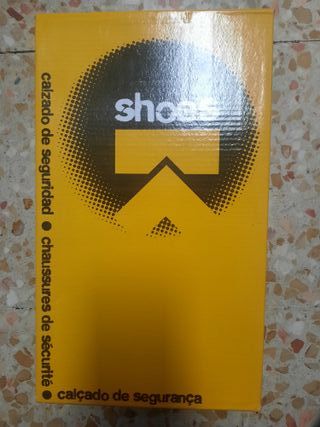 shoes
calzado de seguridad ● chaussures de sécurité ● calçado de segurança